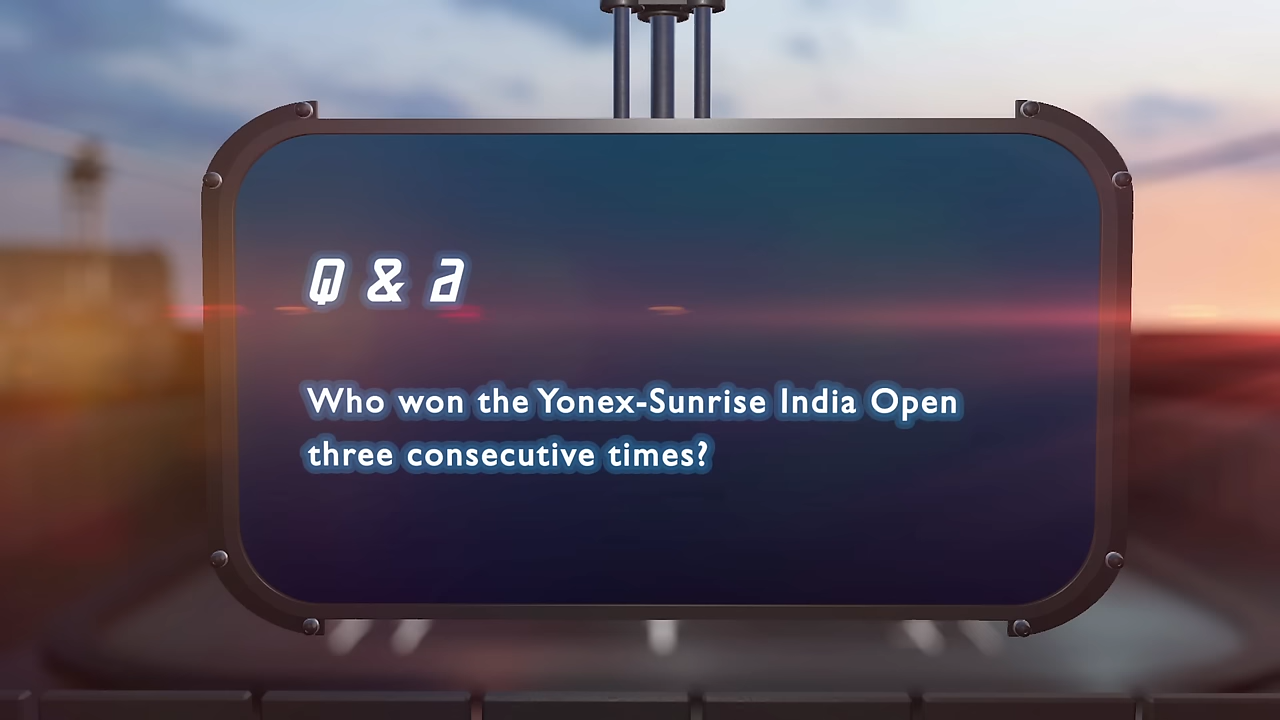 Q & A
Who won the Yonex-Sunrise India Open
three consecutive times?